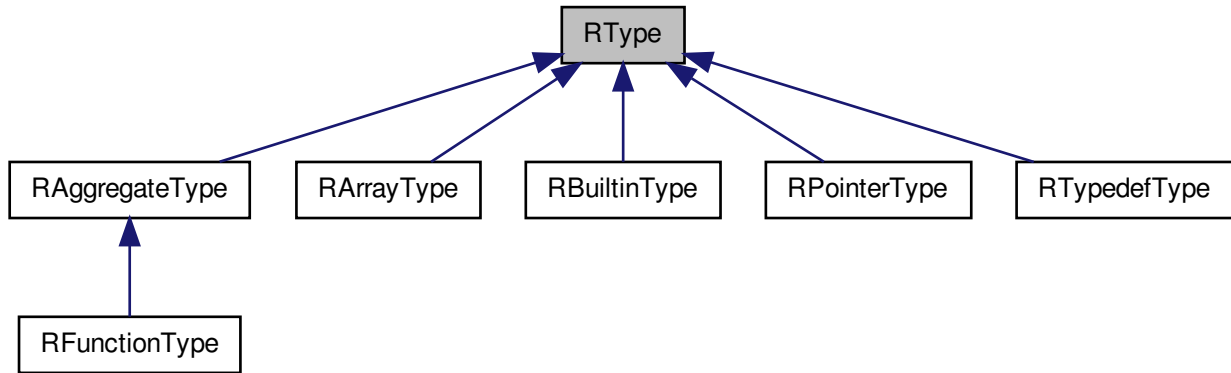 RType
RAggregateType
RArrayType
RBuiltinType
RPointerType
RTypedefType
RFunctionType